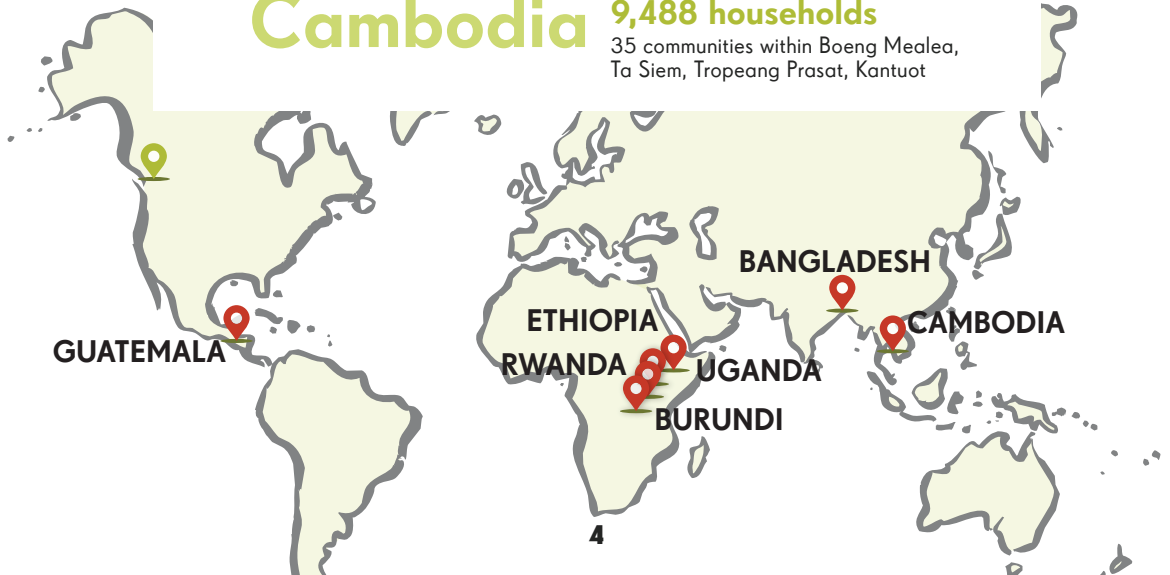 Cambodia
9,488 households
35 communities within Boeng Mealea,
Ta Siem, Tropeang Prasat, Kantuot
BANGLADESH
ETHIOPIA
CAMBODIA
GUATEMALA
RWANDA
UGANDA
BURUNDI
4